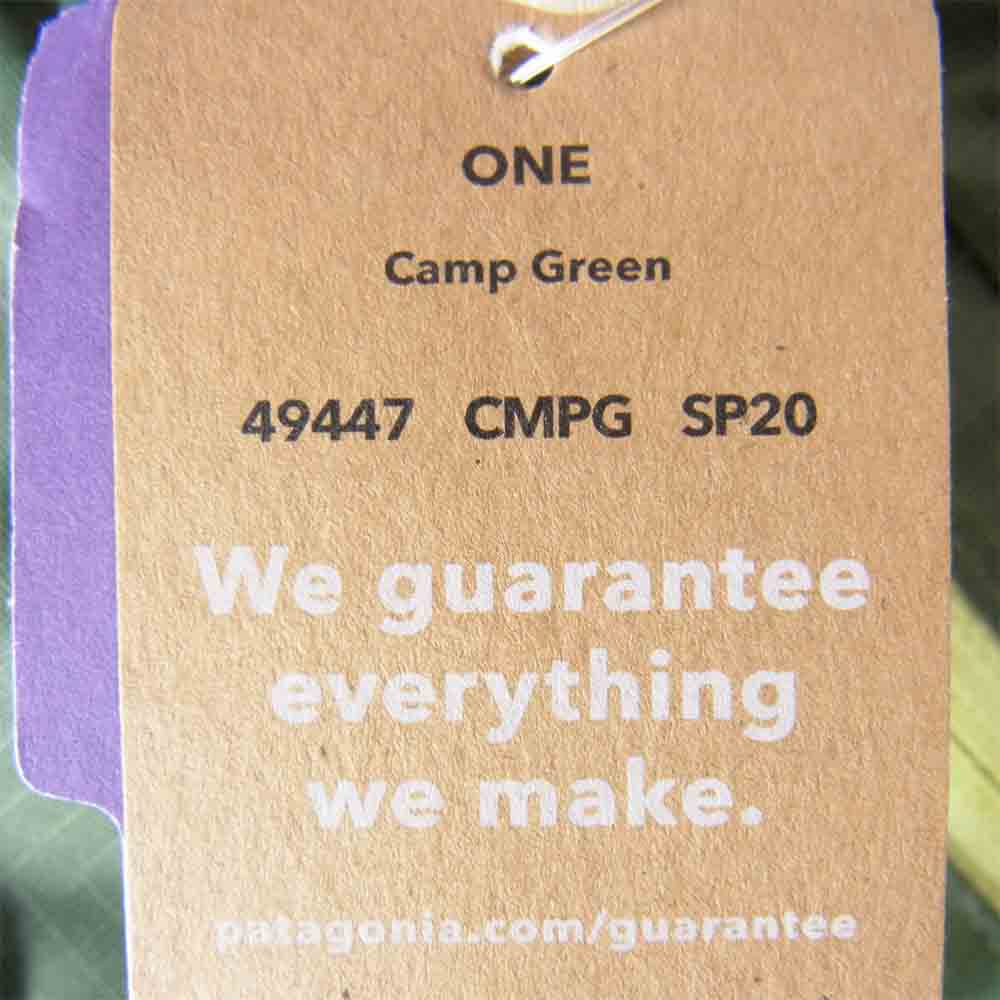 ONE
Camp Green
49447 CMPG SP20
We guarantee
everything
we make.
patagonia.com/guarantee